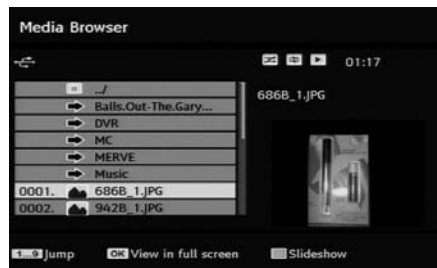 Media Browser
01:17
../
Balls.Out-The.Gary...
DVR
MC
MERVE
Music
0001. 686B_1.JPG
0002. 942B_1.JPG
686B_1.JPG
1...9 Jump
OK View in full screen
Slideshow